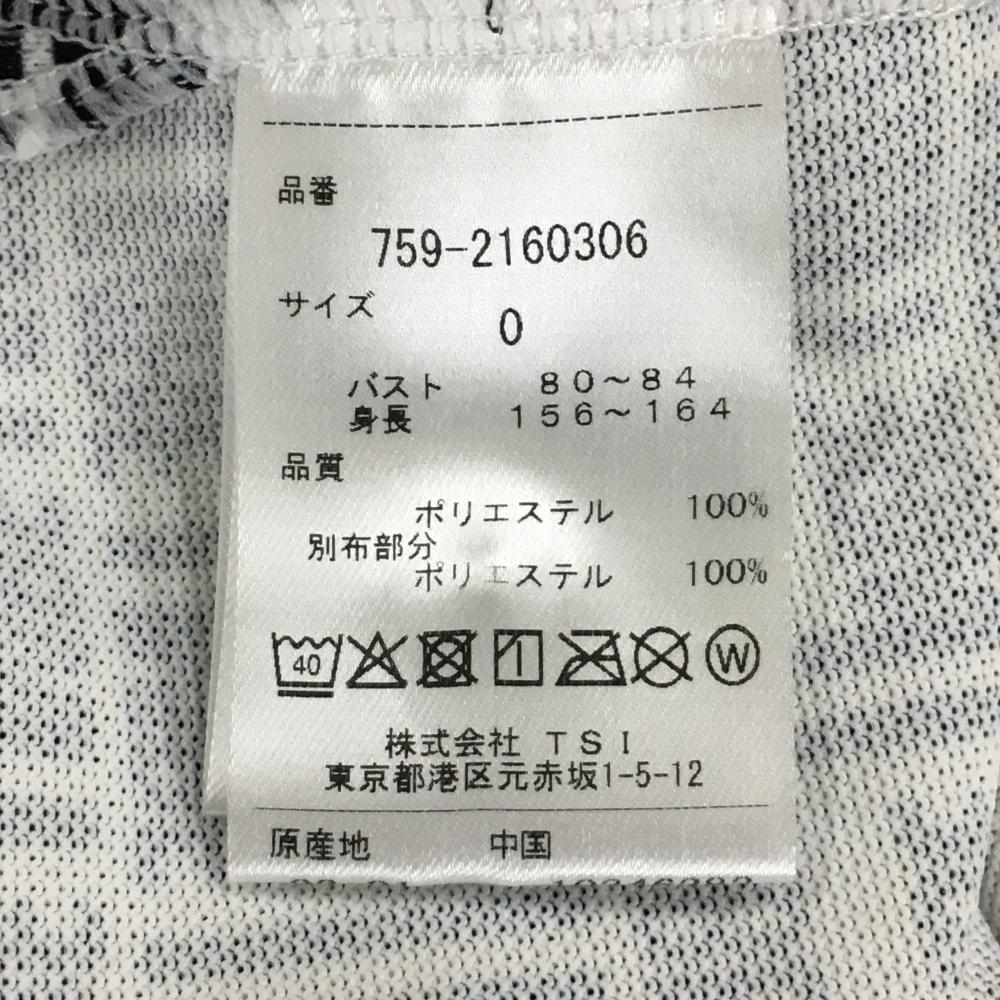 品番
759-2160306
サイズ
0
バスト 80～84
身長 156～164
品質
ポリエステル 100%
別布部分
ポリエステル 100%
40 W
株式会社 TSI
東京都港区元赤坂1-5-12
原産地 中国